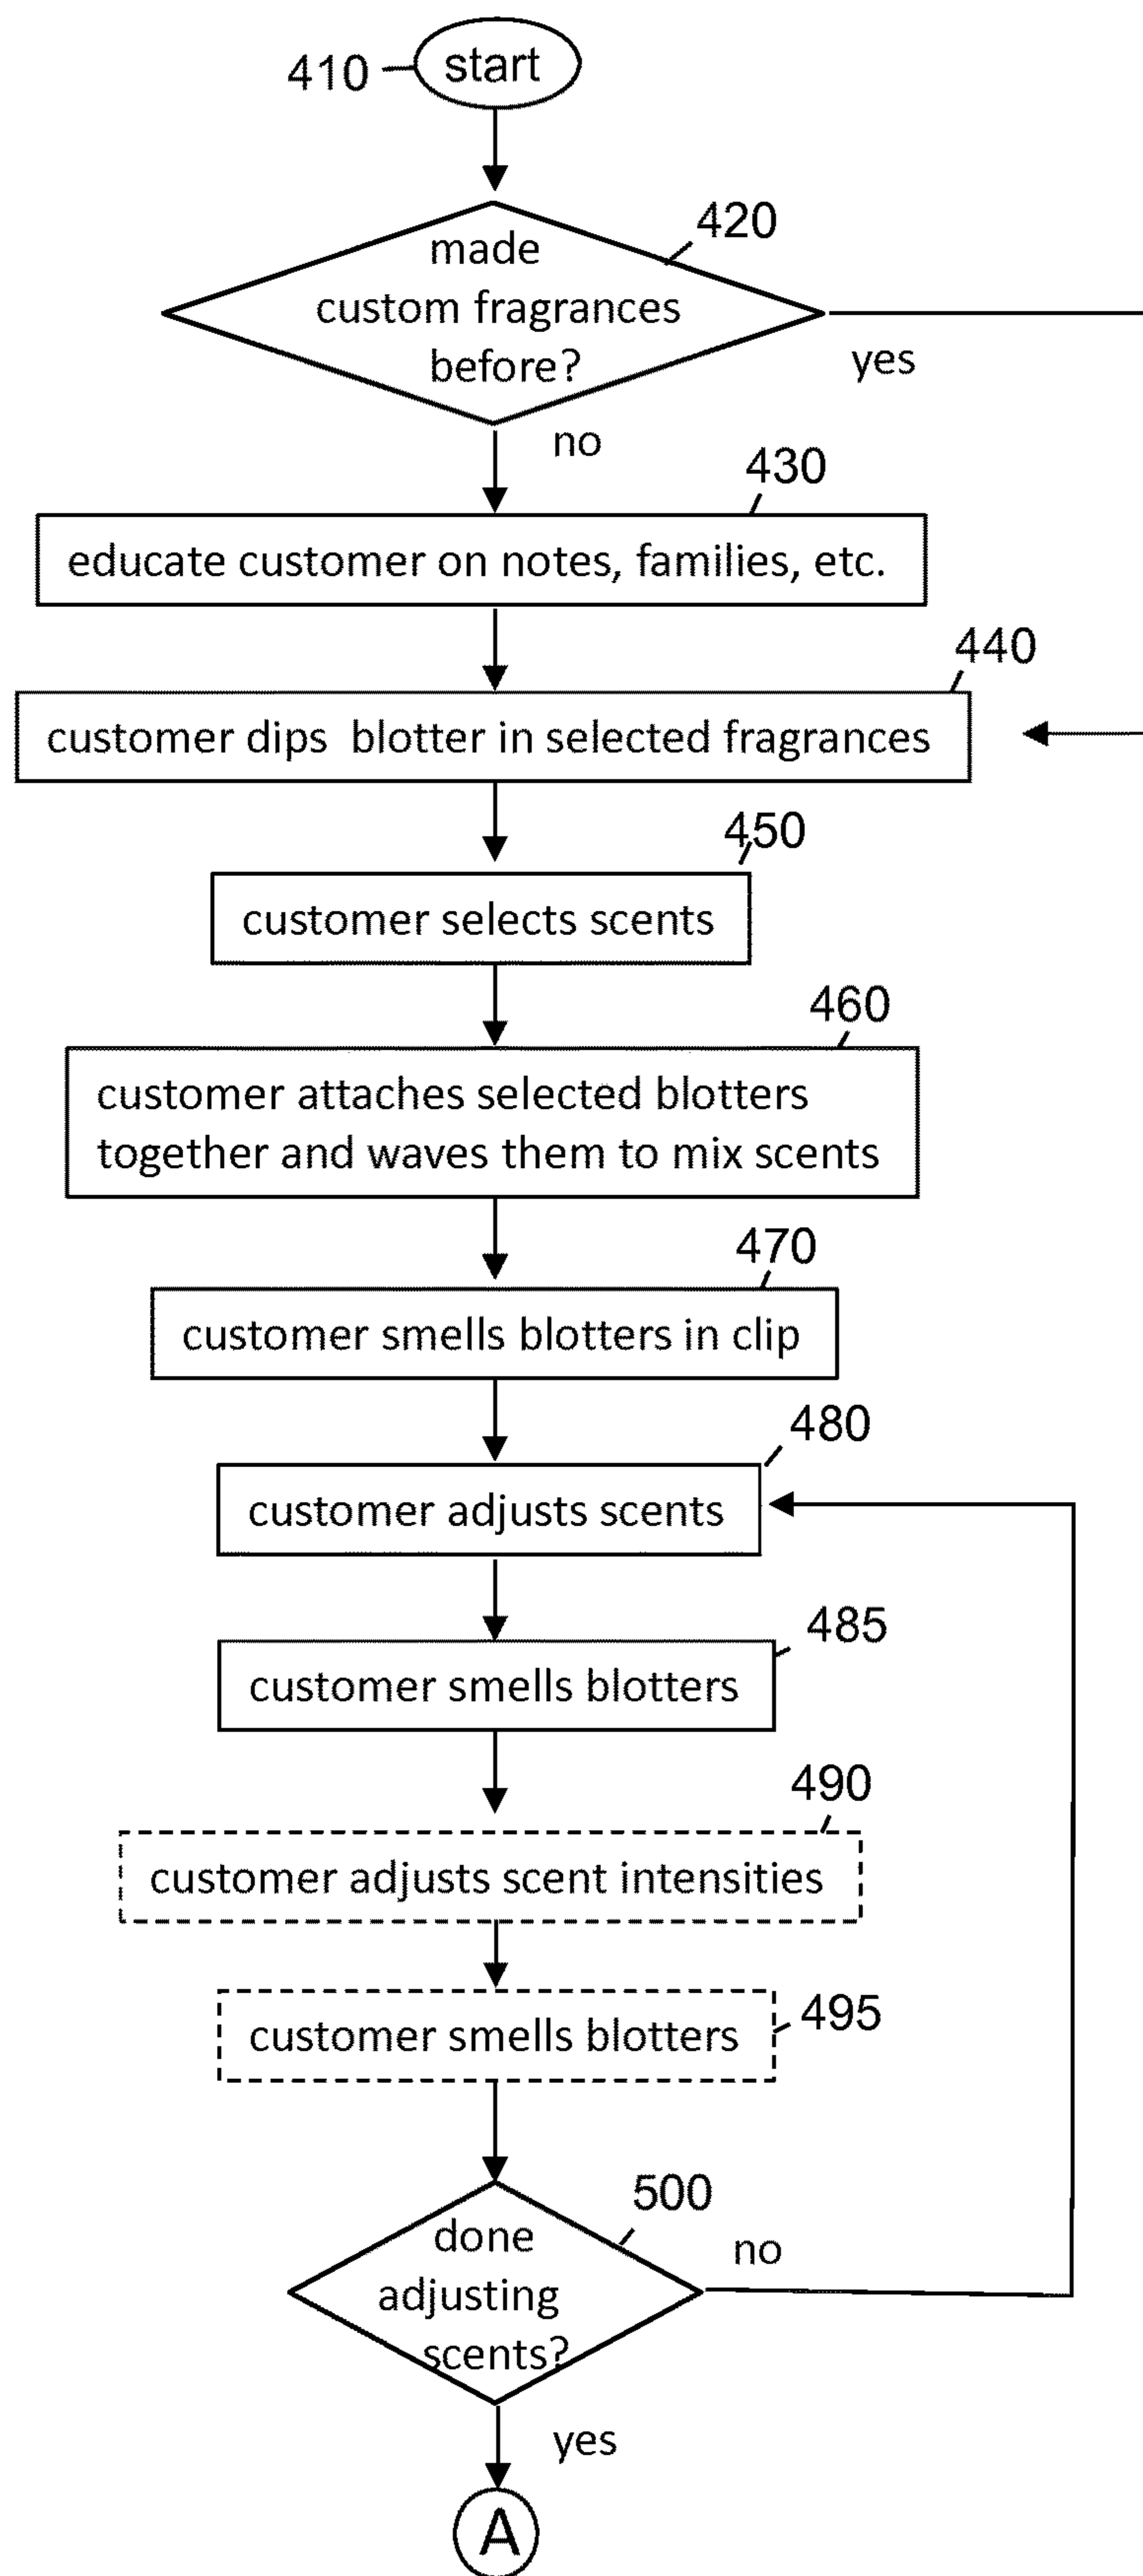 410
start
420
made
custom fragrances
before?
yes
no
430
educate customer on notes, families, etc.
440
customer dips  blotter in selected fragrances
450
customer selects scents
460
customer attaches selected blotters
together and waves them to mix scents
470
customer smells blotters in clip
480
customer adjusts scents
485
customer smells blotters
490
customer adjusts scent intensities
495
customer smells blotters
500
done
adjusting
scents?
no
yes
A